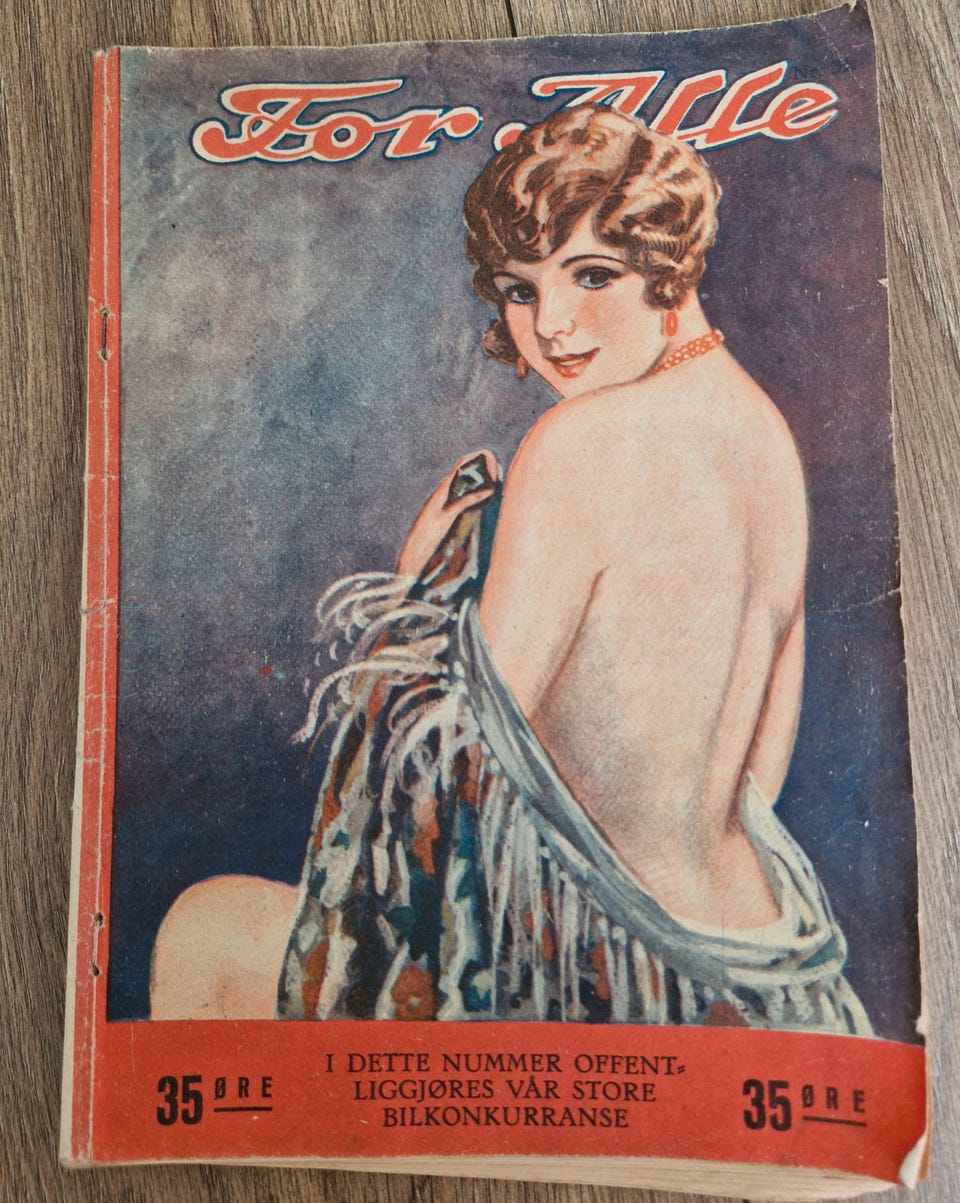 For Alle
I DETTE NUMMER OFFENT-
LIGGJØRES VÅR STORE
BILKONKURRANSE
35 ØRE
35 ØRE